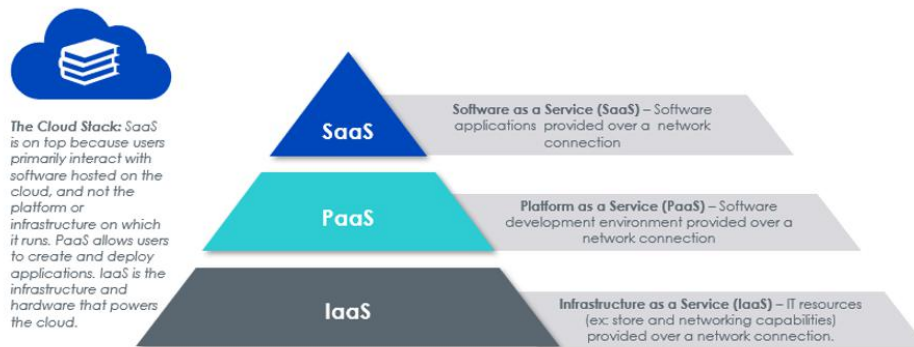 The Cloud Stack: SaaS
is on top because users
primarily interact with
software hosted on the
cloud, and not the
platform or
infrastructure on which
it runs. PaaS allows users
to create and deploy
applications. IaaS is the
infrastructure and
hardware that powers
the cloud.
SaaS
Software as a Service (SaaS) – Software
applications provided over a network
connection
PaaS
Platform as a Service (PaaS) – Software
development environment provided over a
network connection
IaaS
Infrastructure as a Service (IaaS) – IT resources
(ex: store and networking capabilities)
provided over a network connection.